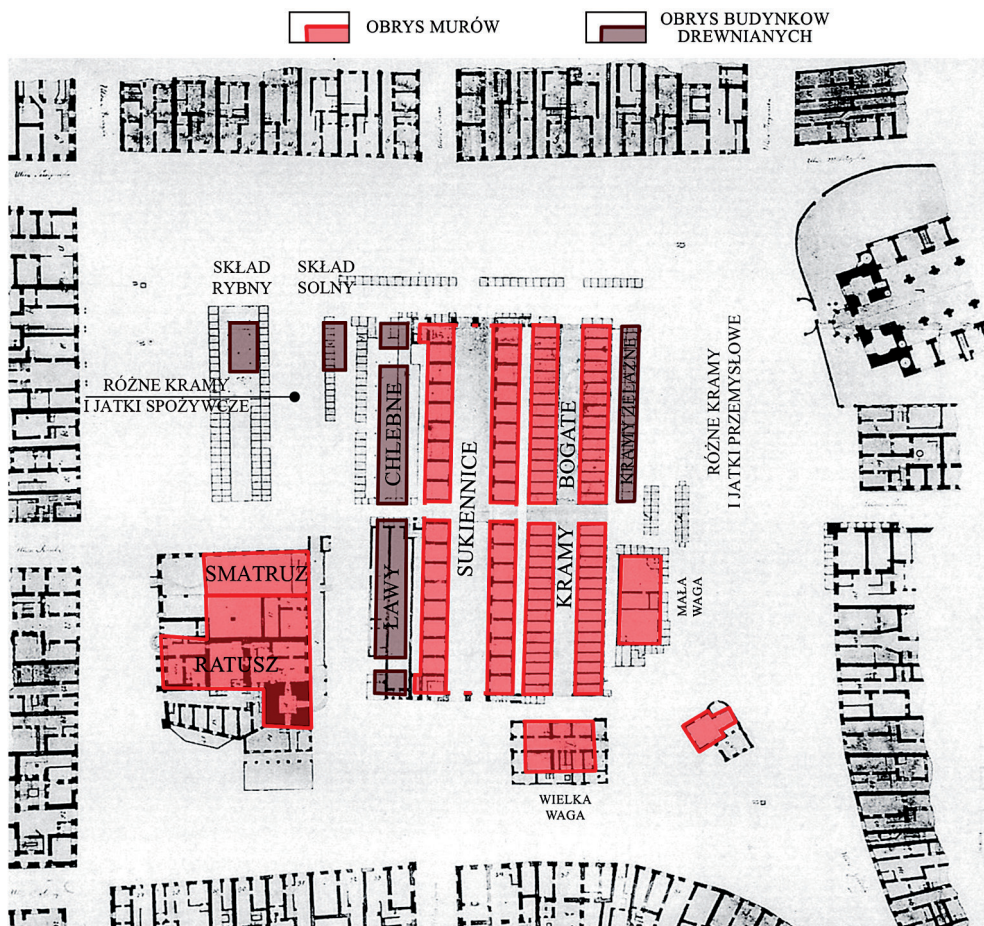 OBRYS MURÓW
OBRYS BUDYNKOW
DREWNIANYCH
SKŁAD
RYBNY
SKŁAD
SOLNY
RÓŻNE KRAMY
I JATKI SPOŻYWCZE
CHLEBNE
ŁAWY
SUKIENNICE
BOGATE
KRAMY
KRAMY ŻELAZNE
RÓŻNE KRAMY
I JATKI PRZEMYSŁOWE
SMATRUZ
RATUSZ
MAŁA
WAGA
WIELKA
WAGA